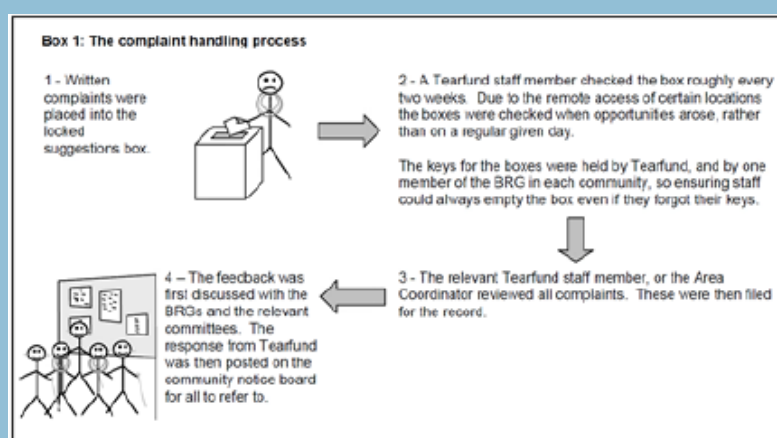 Box 1: The complaint handling process
1 - Written
complaints were
placed into the
locked
suggestions box.
2 - A Tearfund staff member checked the box roughly every
two weeks. Due to the remote access of certain locations
the boxes were checked when opportunities arose, rather
than on a regular given day.
The keys for the boxes were held by Tearfund, and by one
member of the BRG in each community, so ensuring staff
could always empty the box even if they forgot their keys.
3 - The relevant Tearfund staff member, or the Area
Coordinator reviewed all complaints. These were then filed
for the record.
4 – The feedback was
first discussed with the
BRGs and the relevant
committees. The
response from Tearfund
was then posted on the
community notice board
for all to refer to.